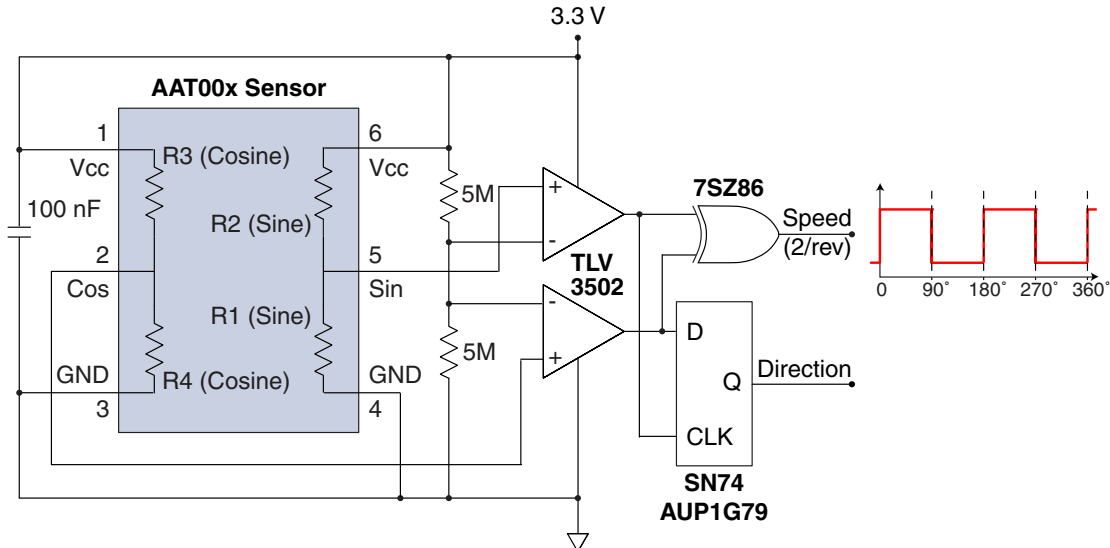 3.3 V
AAT00x Sensor
1
Vcc
R3 (Cosine)
6
Vcc
100 nF
R2 (Sine)
5M
+
-
7SZ86
Speed
(2/rev)
0
90°
180°
270°
360°
2
Cos
5
Sin
TLV
3502
R1 (Sine)
-
+
5M
D
Q
CLK
Direction
GND
3
R4 (Cosine)
GND
4
SN74
AUP1G79